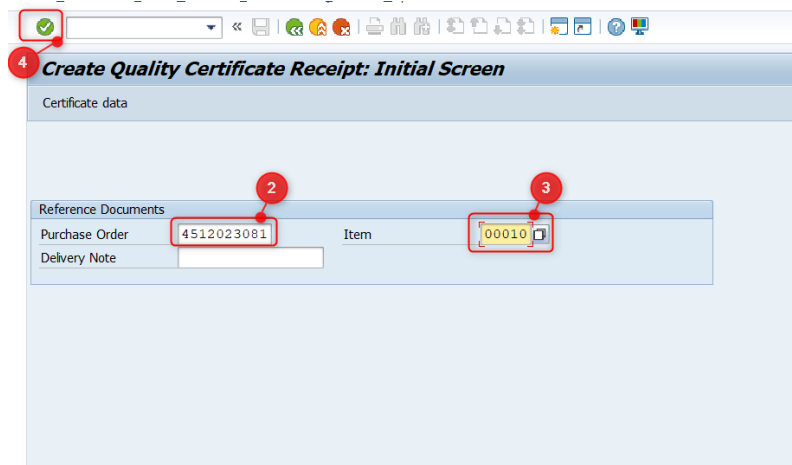 4
Create Quality Certificate Receipt: Initial Screen
Certificate data
2
3
Reference Documents
Purchase Order 4512023081 Item 00010
Delivery Note